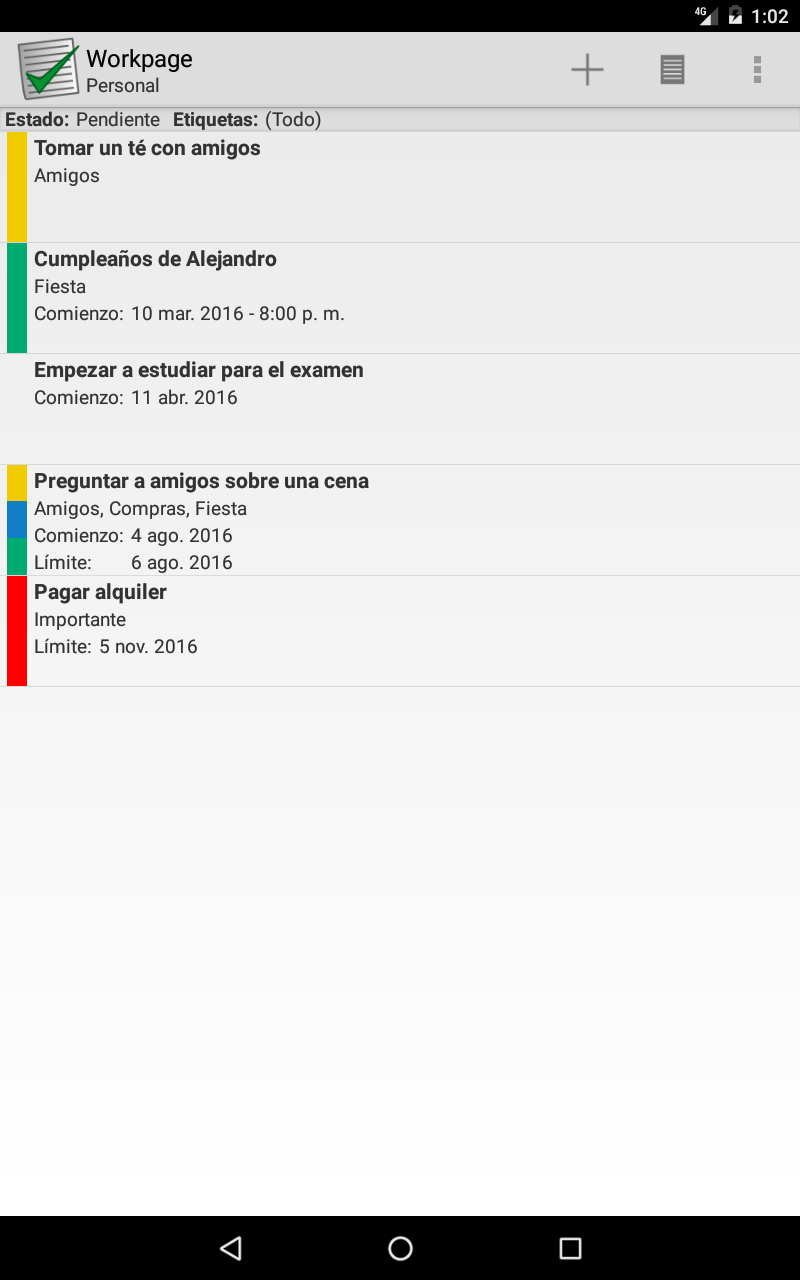 4G 1:02
Workpage
Personal
Estado: Pendiente Etiquetas: (Todo)
Tomar un té con amigos
Amigos
Cumpleaños de Alejandro
Fiesta
Comienzo: 10 mar. 2016 - 8:00 p. m.
Empezar a estudiar para el examen
Comienzo: 11 abr. 2016
Preguntar a amigos sobre una cena
Amigos, Compras, Fiesta
Comienzo: 4 ago. 2016
Límite: 6 ago. 2016
Pagar alquiler
Importante
Límite: 5 nov. 2016